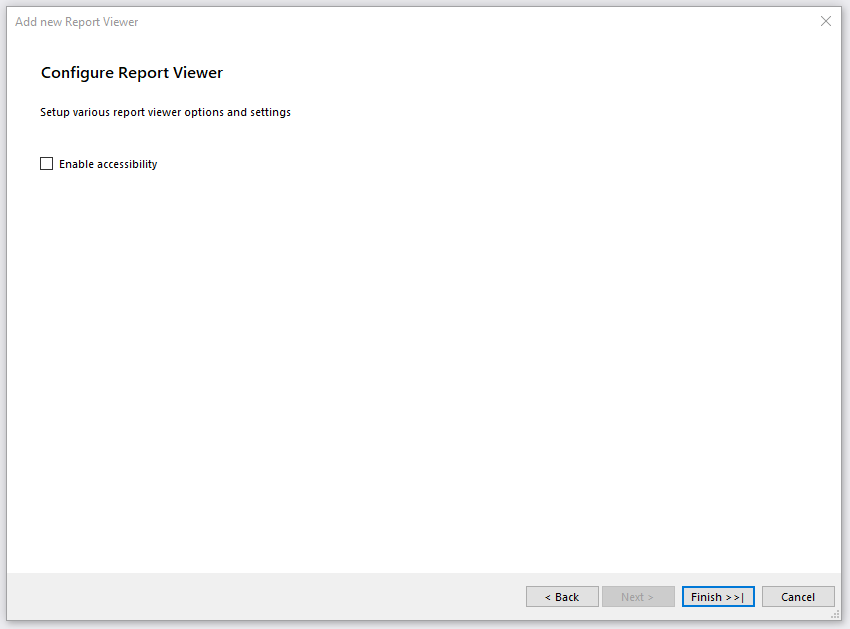 Add new Report Viewer
Configure Report Viewer
Setup various report viewer options and settings
Enable accessibility
< Back
Next >
Finish >>|
Cancel